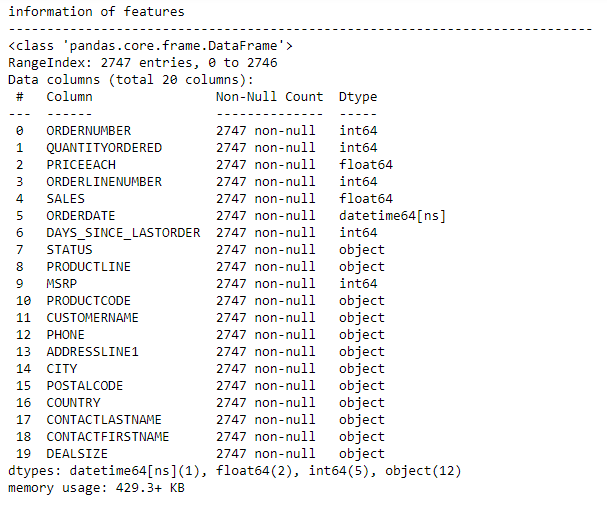 information of features
---------------------------------------------------------------------------
<class 'pandas.core.frame.DataFrame'>
RangeIndex: 2747 entries, 0 to 2746
Data columns (total 20 columns):
 #   Column              Non-Null Count  Dtype
---  ------              --------------  -----
 0   ORDERNUMBER         2747 non-null   int64
 1   QUANTITYORDERED     2747 non-null   int64
 2   PRICEEACH           2747 non-null   float64
 3   ORDERLINENUMBER     2747 non-null   int64
 4   SALES               2747 non-null   float64
 5   ORDERDATE           2747 non-null   datetime64[ns]
 6   DAYS_SINCE_LASTORDER  2747 non-null   int64
 7   STATUS              2747 non-null   object
 8   PRODUCTLINE         2747 non-null   object
 9   MSRP                2747 non-null   int64
 10  PRODUCTCODE         2747 non-null   object
 11  CUSTOMERNAME        2747 non-null   object
 12  PHONE               2747 non-null   object
 13  ADDRESSLINE1        2747 non-null   object
 14  CITY                2747 non-null   object
 15  POSTALCODE          2747 non-null   object
 16  COUNTRY             2747 non-null   object
 17  CONTACTLASTNAME     2747 non-null   object
 18  CONTACTFIRSTNAME    2747 non-null   object
 19  DEALSIZE            2747 non-null   object
dtypes: datetime64[ns](1), float64(2), int64(5), object(12)
memory usage: 429.3+ KB